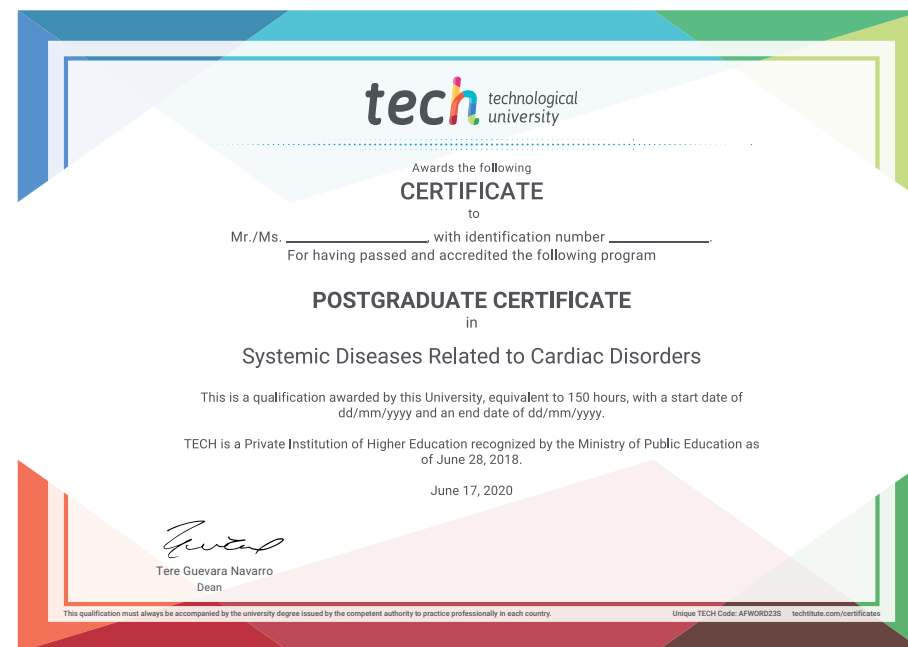 tech technological
university
Awards the following
CERTIFICATE
to
Mr./Ms. ____________, with identification number ____________.
For having passed and accredited the following program
POSTGRADUATE CERTIFICATE
in
Systemic Diseases Related to Cardiac Disorders
This is a qualification awarded by this University, equivalent to 150 hours, with a start date of
dd/mm/yyyy and an end date of dd/mm/yyyy.
TECH is a Private Institution of Higher Education recognized by the Ministry of Public Education as
of June 28, 2018.
June 17, 2020
Tere Guevara Navarro
Dean
This qualification must always be accompanied by the university degree issued by the competent authority to practice professionally in each country. Unique TECH Code: AFWORD23S techtitute.com/certificates